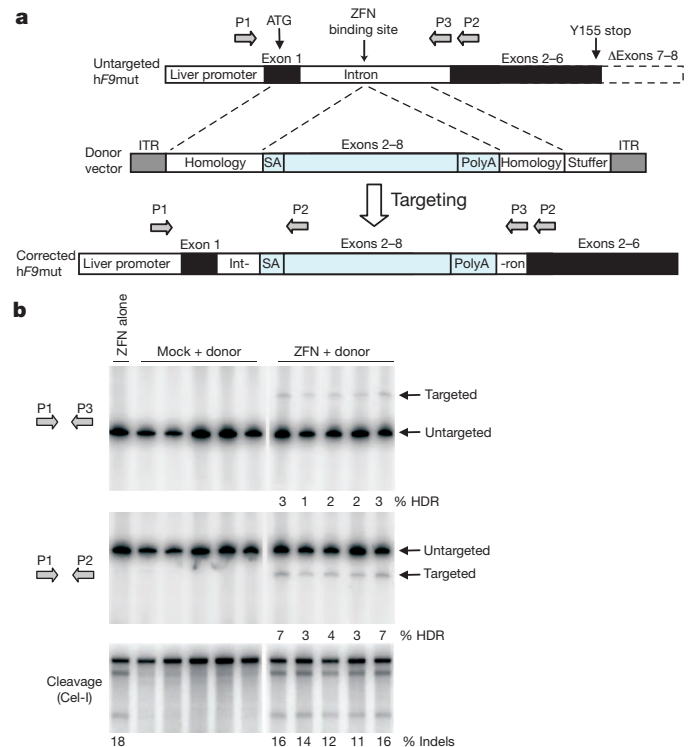 a
P1
ATG
ZFN
binding site
P3 P2
Y155 stop
Untargeted
hF9mut
Liver promoter
Exon 1
Intron
Exons 2–6
ΔExons 7–8
Donor
vector
ITR
Homology
SA
Exons 2–8
PolyA
Homology
Stuffer
ITR
Targeting
P1
P2
P3 P2
Corrected
hF9mut
Liver promoter
Exon 1
Int-
SA
Exons 2–8
PolyA
-ron
Exons 2–6
b
ZFN alone
Mock + donor
ZFN + donor
P1 P3
Targeted
Untargeted
3 1 2 2 3 % HDR
P1 P2
Untargeted
Targeted
7 3 4 3 7 % HDR
Cleavage
(Cel-I)
18 16 14 12 11 16 % Indels